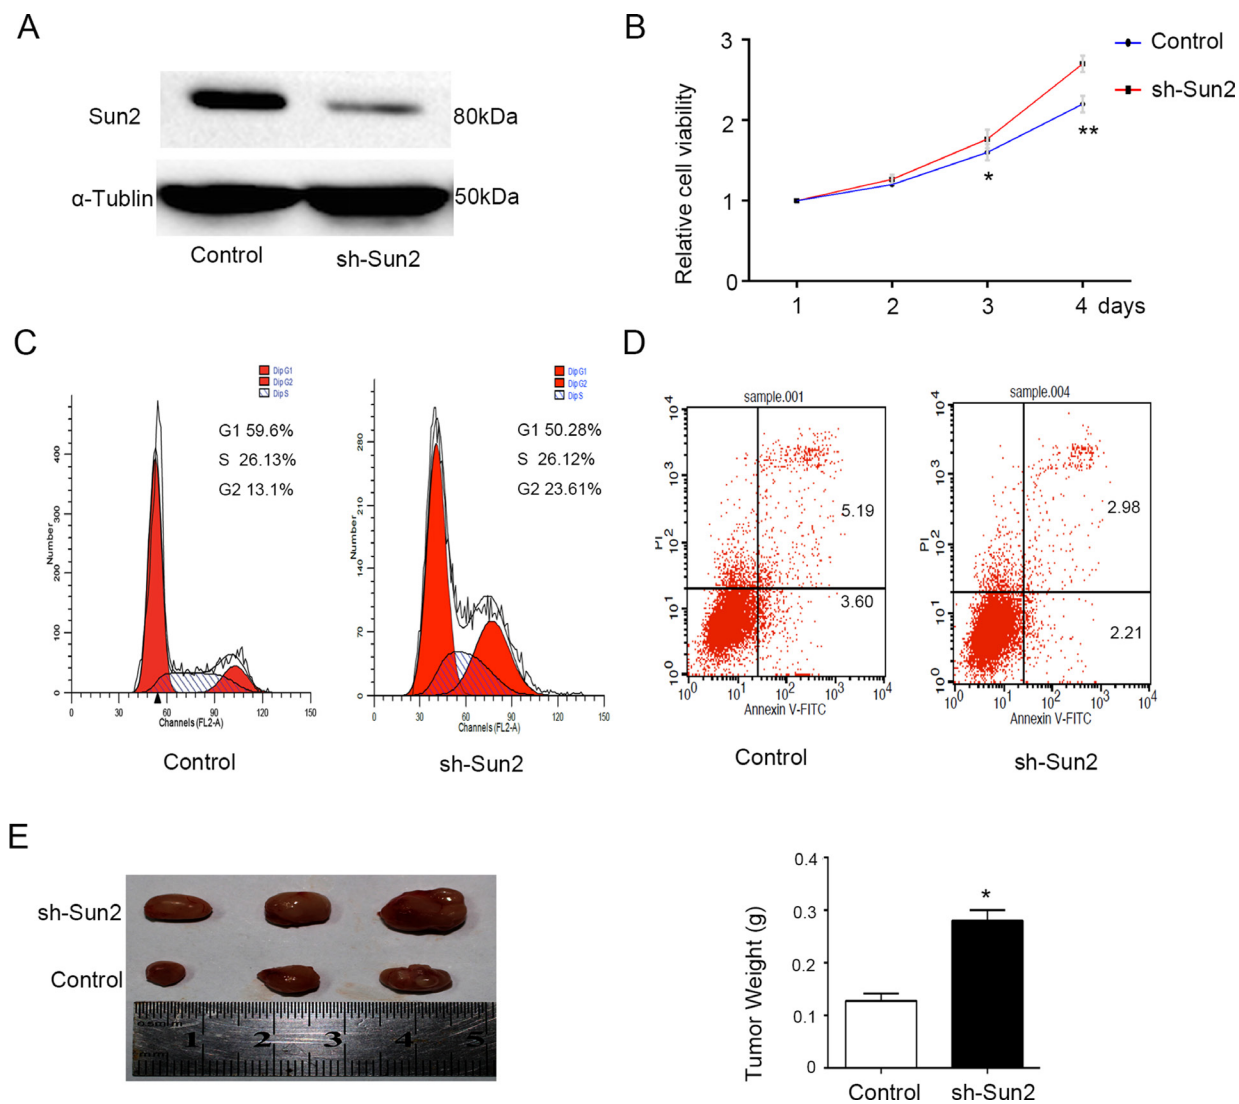 A
Sun2
80kDa
α-Tublin
50kDa
Control
sh-Sun2
B
Relative cell viability
3
2
1
0
1
2
3
4
days
*
**
Control
sh-Sun2
C
Dip G1
Dip G2
Dip S
G1 59.6%
S 26.13%
G2 13.1%
Number
400
300
200
100
0
0
30
60
90
120
150
Channels (FL2-A)
Control
Dip G1
Dip G2
Dip S
G1 50.28%
S 26.12%
G2 23.61%
Number
280
210
140
70
0
0
30
60
90
120
150
Channels (FL2-A)
sh-Sun2
D
sample.001
PI
10⁴
10³
10²
10¹
10⁰
5.19
3.60
10⁰ 10¹ 10² 10³ 10⁴
Annexin V-FITC
Control
sample.004
PI
10⁴
10³
10²
10¹
10⁰
2.98
2.21
10⁰ 10¹ 10² 10³ 10⁴
Annexin V-FITC
sh-Sun2
E
sh-Sun2
Control
1 2 3 4 5
mm
Tumor Weight (g)
0.4
0.3
0.2
0.1
0
*
Control
sh-Sun2